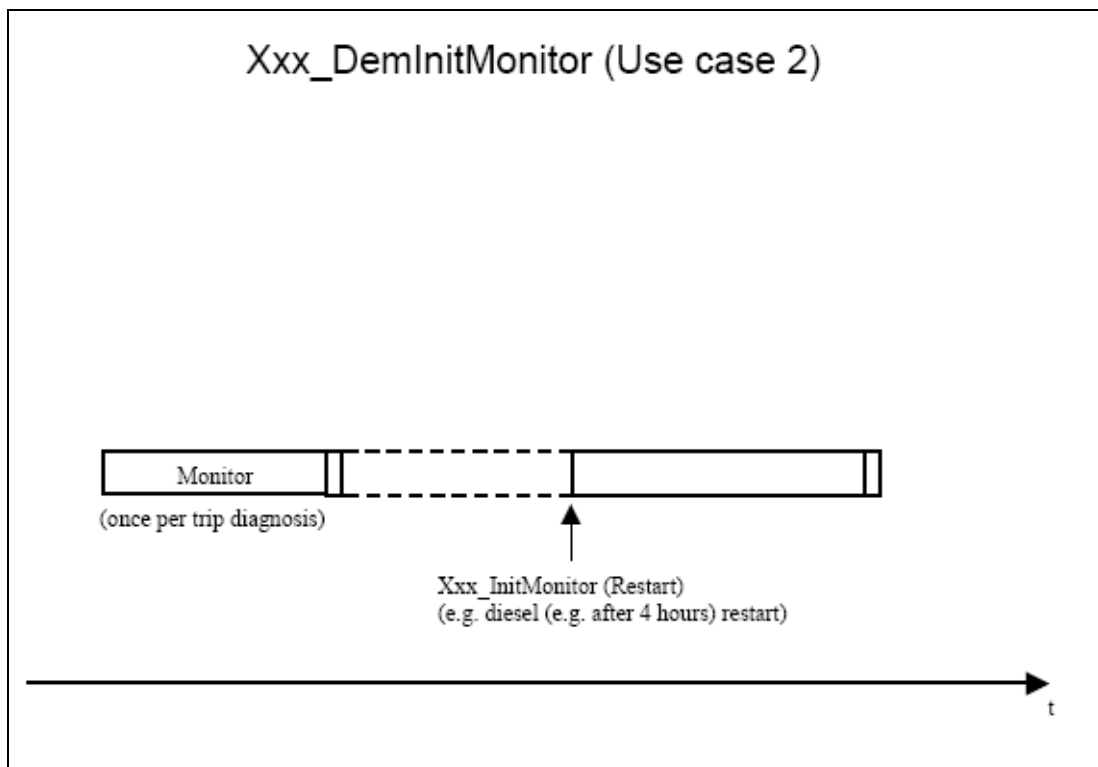 Xxx_DemInitMonitor (Use case 2)
Monitor
(once per trip diagnosis)
Xxx_InitMonitor (Restart)
(e.g. diesel (e.g. after 4 hours) restart)
t